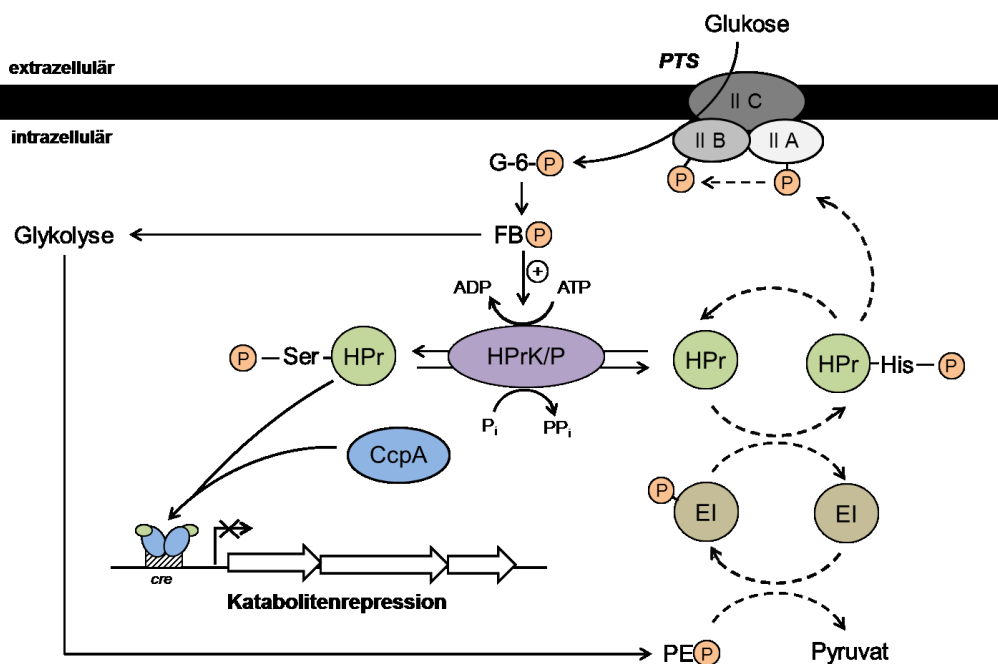 Glukose
extrazellulär
PTS
II C
intrazellulär
II B
II A
G-6-P
P
P
Glykolyse
FBP
+
ADP
ATP
P
Ser
HPr
HPrK/P
HPr
HPr
His
P
Pi
PPi
CcpA
P
EI
EI
cre
Katabolitenrepression
PEP
Pyruvat